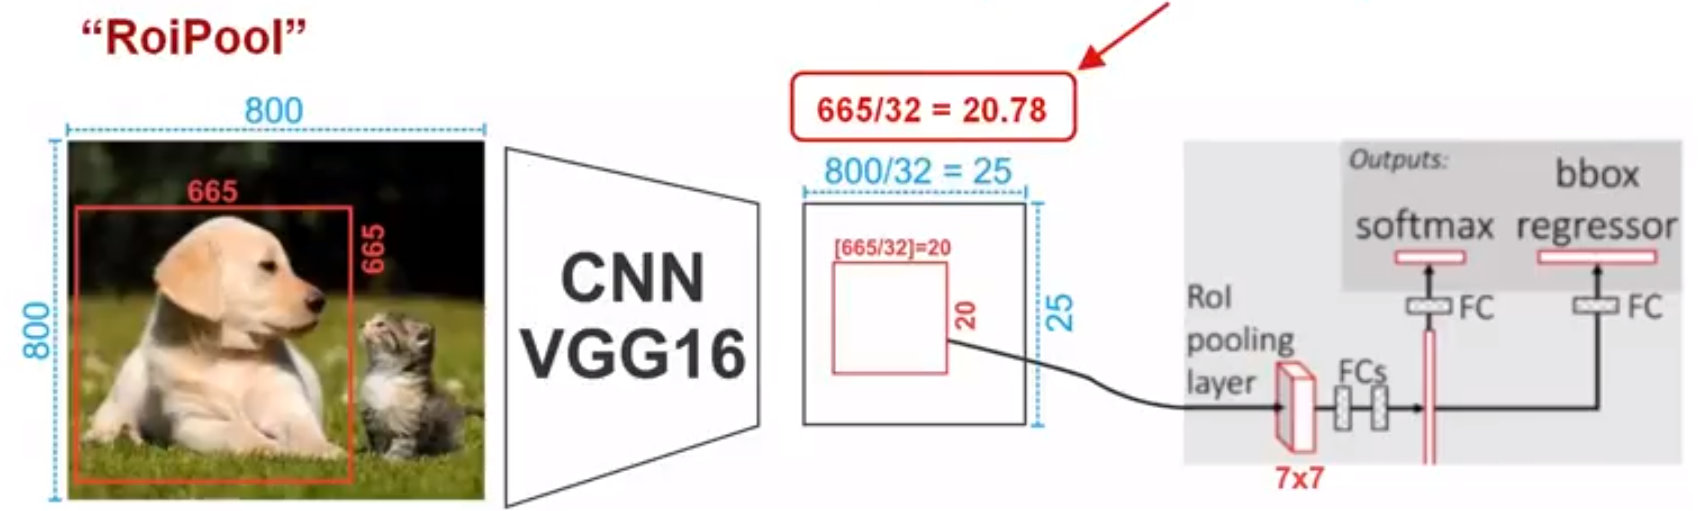 “RoiPool”
800
665/32 = 20.78
800/32 = 25
800
665
665
CNN
VGG16
[665/32]=20
20
25
Outputs:
bbox
softmax
regressor
FC
FC
RoI
pooling
layer
FCs
7x7